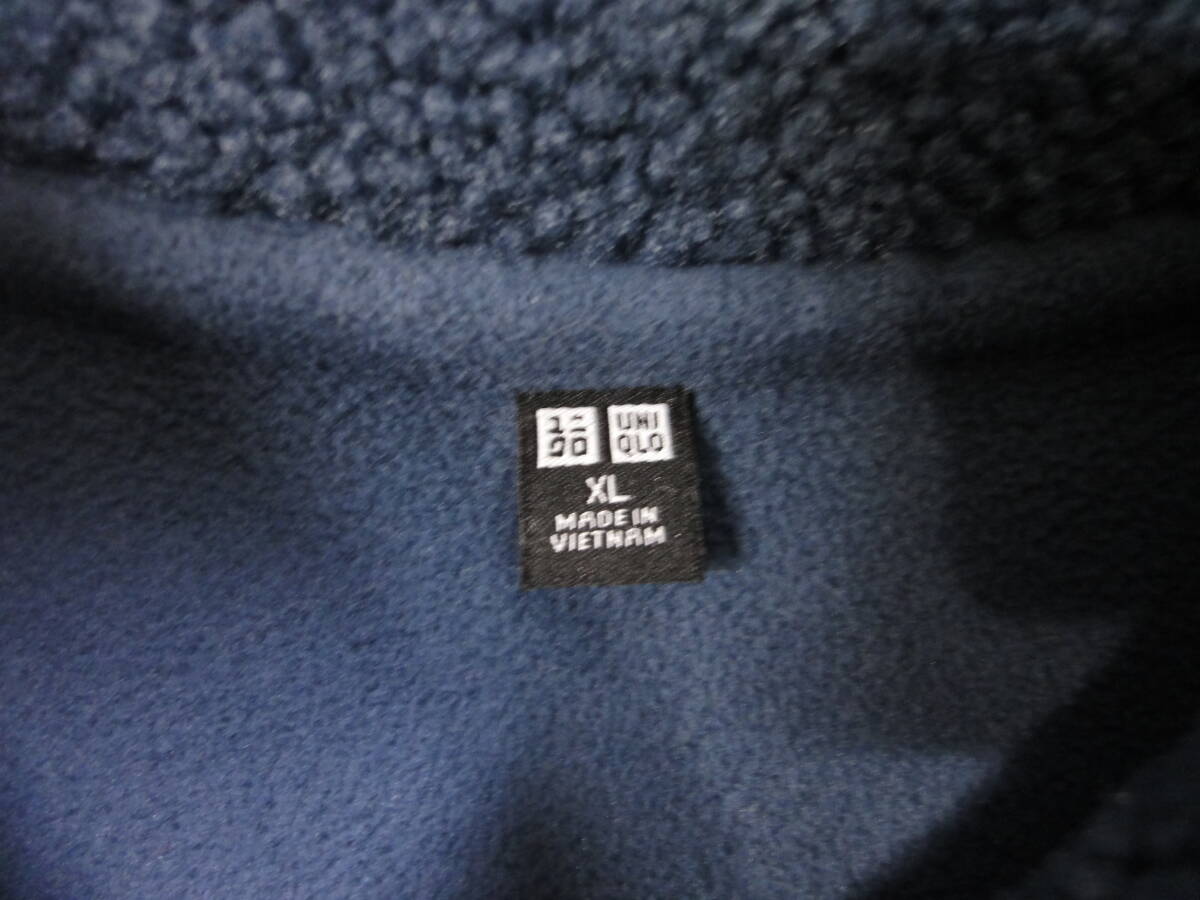 ユニ UNI
クロ QLO
XL
MADE IN
VIETNAM